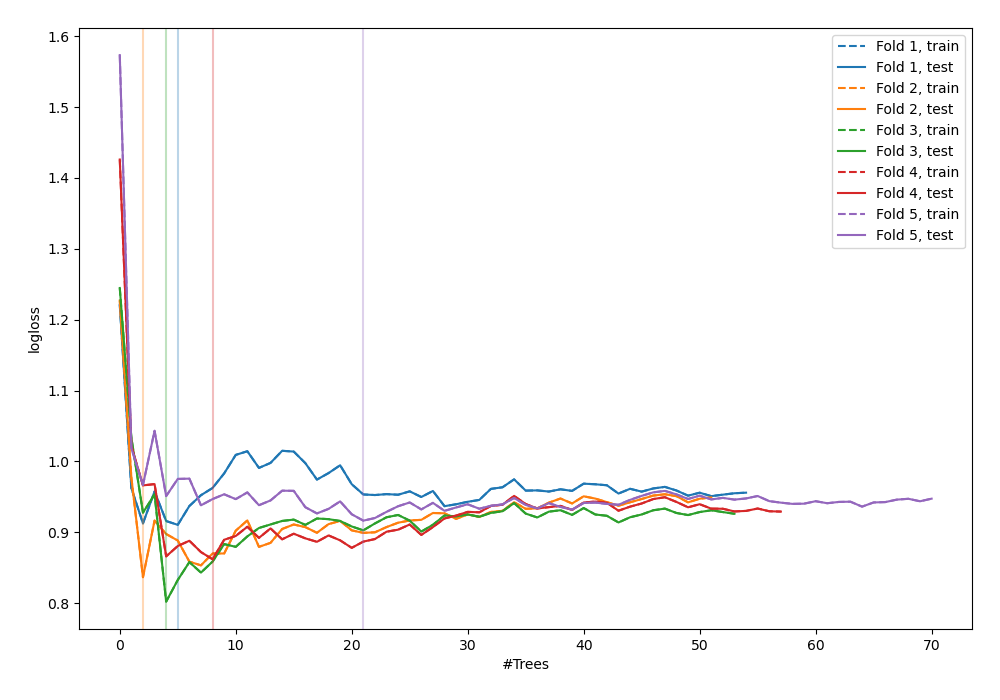 1.6
1.5
1.4
1.3
1.2
1.1
1.0
0.9
0.8
logloss
0 10 20 30 40 50 60 70
#Trees
Fold 1, train
Fold 1, test
Fold 2, train
Fold 2, test
Fold 3, train
Fold 3, test
Fold 4, train
Fold 4, test
Fold 5, train
Fold 5, test